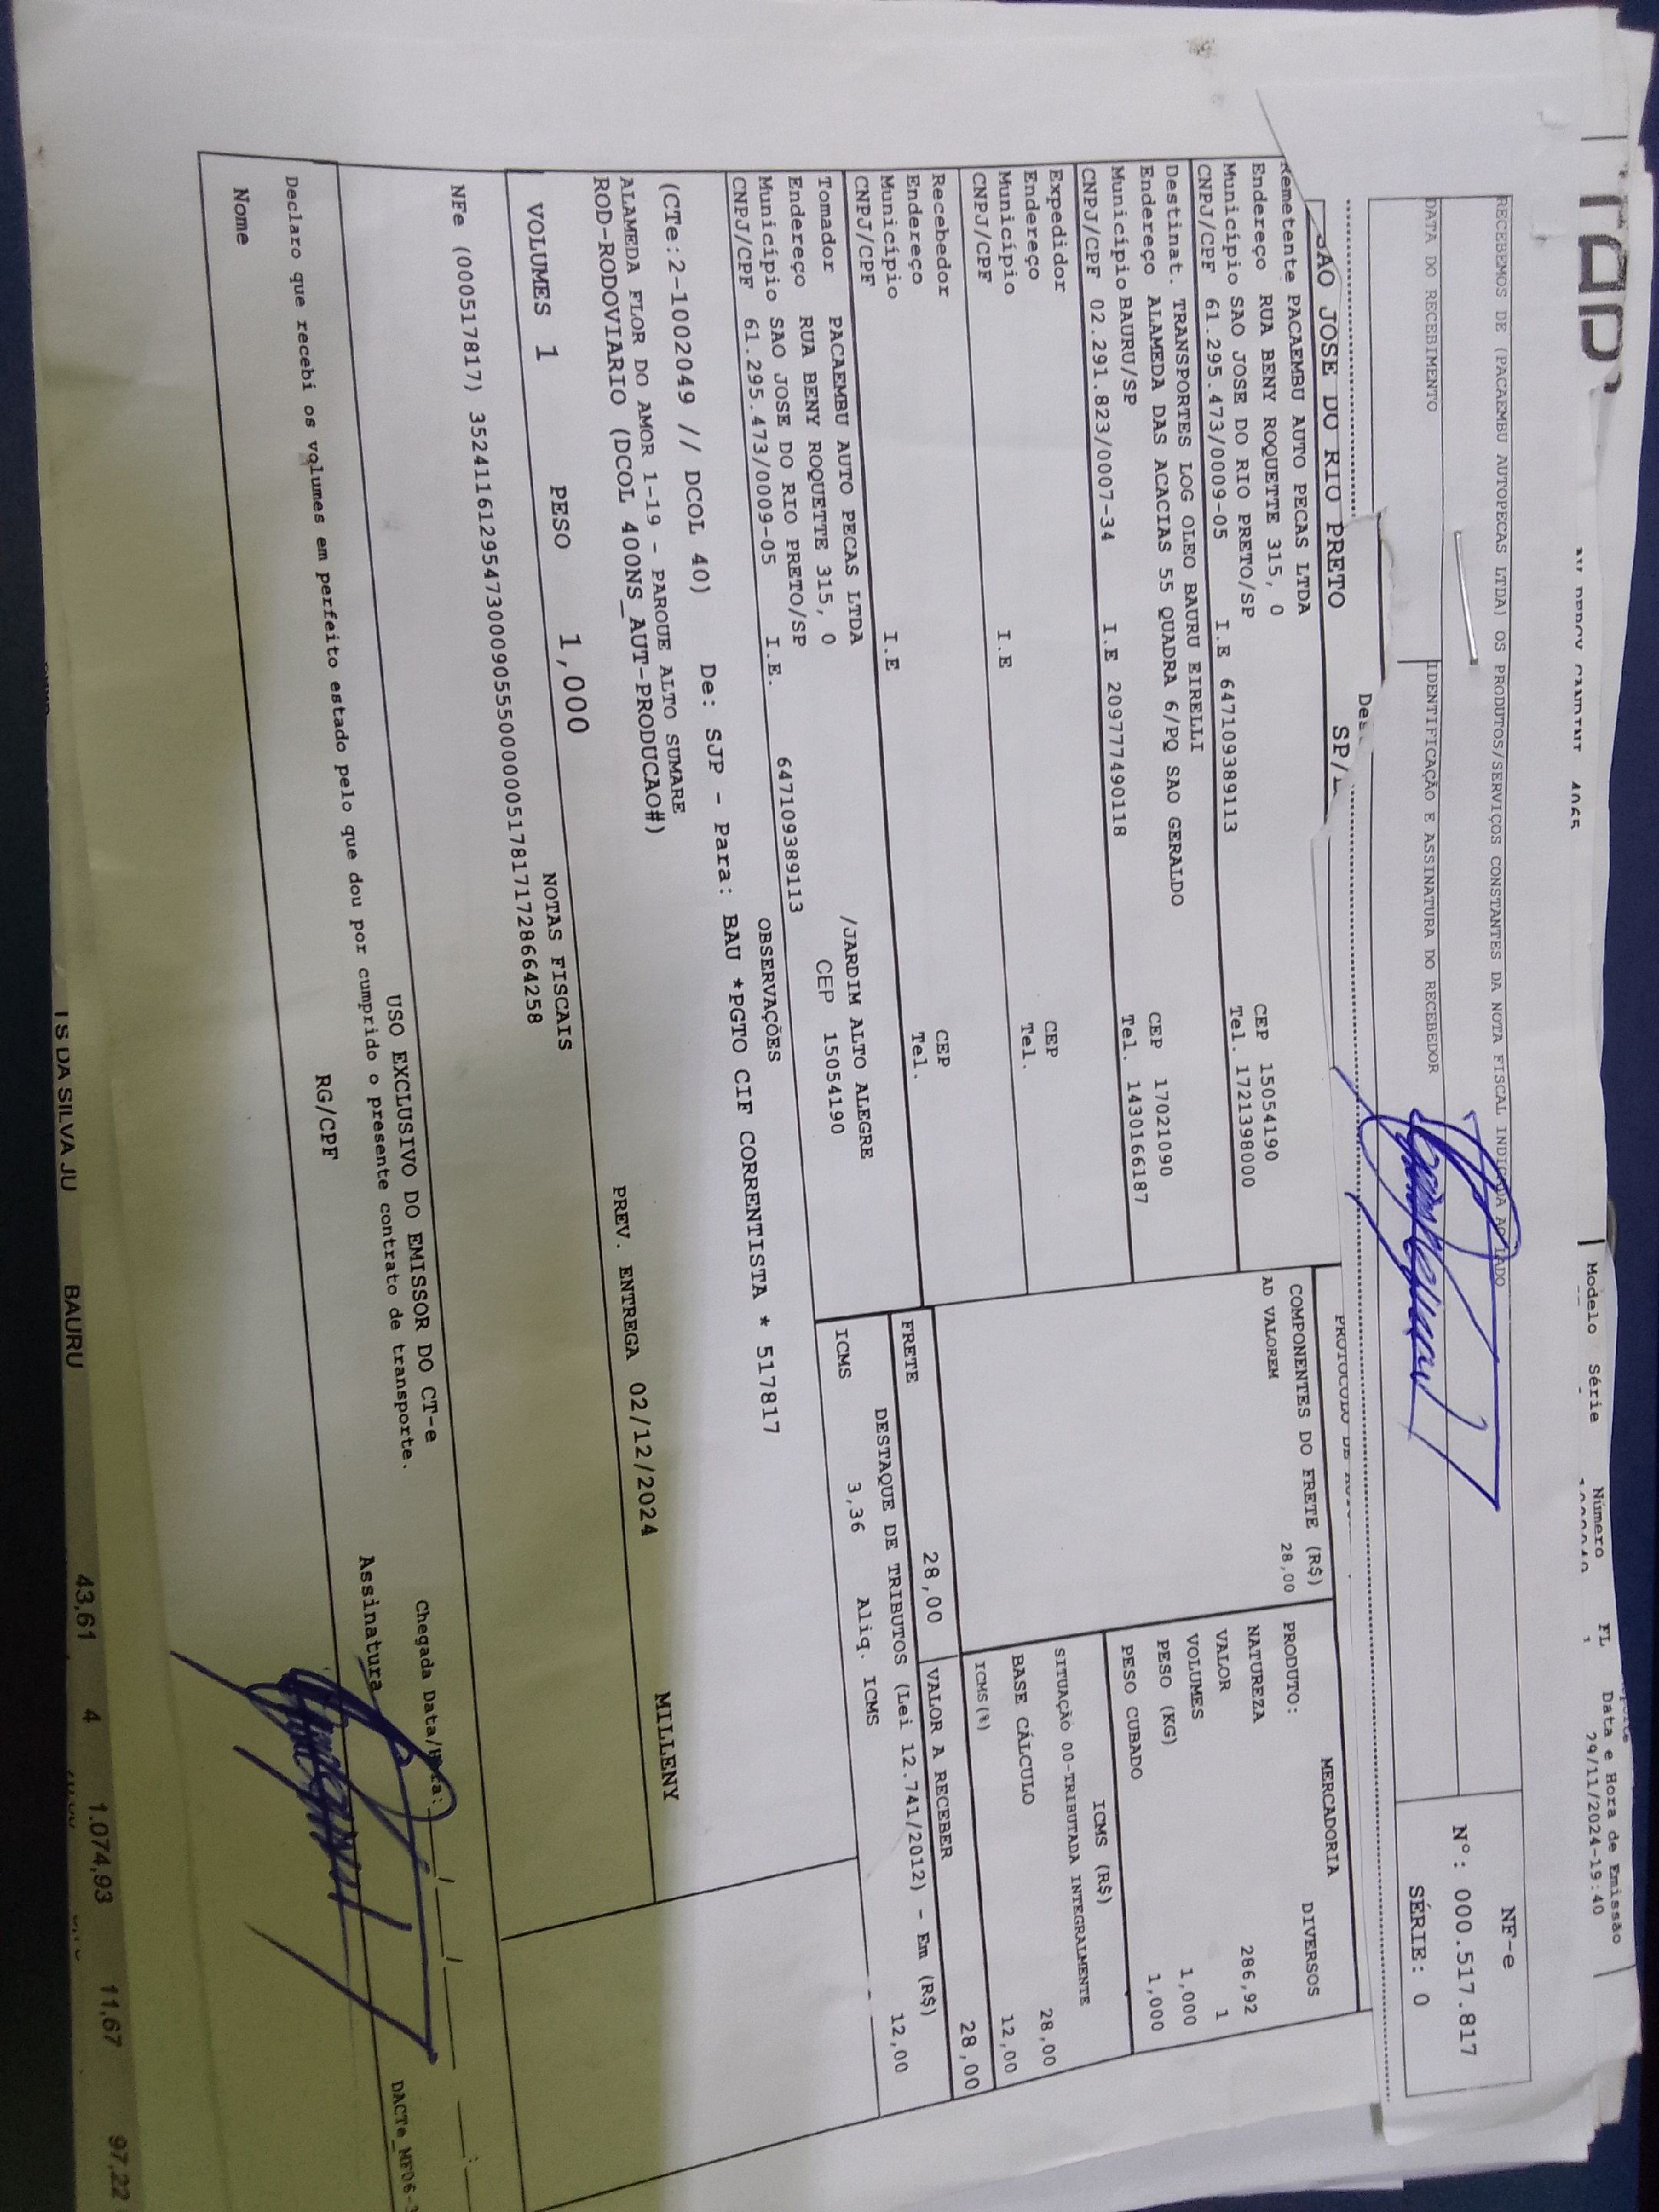 Modelo Série Número FL Data e Hora de Emissão
29/11/2024-19:40
RECEBEMOS DE (PACAEMBU AUTOPECAS LTDA) OS PRODUTOS/SERVIÇOS CONSTANTES DA NOTA FISCAL INDICADA AO LADO
NF-e
DATA DO RECEBIMENTO
IDENTIFICAÇÃO E ASSINATURA DO RECEBEDOR
Nº: 000.517.817
SÉRIE: 0
JOSE DO RIO PRETO
Remetente PACAEMBU AUTO PECAS LTDA
Endereço RUA BENY ROQUETTE 315, 0 CEP 15054190
Município SAO JOSE DO RIO PRETO/SP Tel. 1721398000
CNPJ/CPF 61.295.473/0009-05 I.E 647109389113
Destinat. TRANSPORTES LOG OLEO BAURU EIRELLI
Endereço ALAMEDA DAS ACACIAS 55 QUADRA 6/PQ SAO GERALDO CEP 17021090
Município BAURU/SP Tel. 1430166187
CNPJ/CPF 02.291.823/0007-34 I.E 209777490118
Expedidor
Endereço CEP
Município Tel.
CNPJ/CPF I.E
Recebedor
Endereço CEP
Município Tel.
CNPJ/CPF I.E
Tomador PACAEMBU AUTO PECAS LTDA
Endereço RUA BENY ROQUETTE 315, 0 /JARDIM ALTO ALEGRE
Município SAO JOSE DO RIO PRETO/SP CEP 15054190
CNPJ/CPF 61.295.473/0009-05 I.E. 647109389113
COMPONENTES DO FRETE (R$)
AD VALOREM 28,00
MERCADORIA
PRODUTO: DIVERSOS
NATUREZA
VALOR 286,92
VOLUMES 1
PESO (KG) 1,000
PESO CUBADO 1,000
ICMS (R$)
SITUAÇÃO 00-TRIBUTADA INTEGRALMENTE
BASE CÁLCULO 28,00
ICMS(%) 12,00
FRETE 28,00 VALOR A RECEBER 28,00
DESTAQUE DE TRIBUTOS (Lei 12.741/2012) - Em (R$)
ICMS 3,36 Aliq. ICMS 12,00
OBSERVAÇÕES
(CTe:2-1002049 // DCOL 40) De: SJP - Para: BAU *PGTO CIF CORRENTISTA * 517817
ALAMEDA FLOR DO AMOR 1-19 - PARQUE ALTO SUMARE
ROD-RODOVIARIO (DCOL 400NS_AUT-PRODUCAO#)
MILLENY
VOLUMES 1 PESO 1,000 PREV. ENTREGA 02/12/2024
NOTAS FISCAIS
NFe (000517817) 35241161295473000905550000005178171728664258
USO EXCLUSIVO DO EMISSOR DO CT-e
Declaro que recebi os volumes em perfeito estado pelo que dou por cumprido o presente contrato de transporte.
Chegada Data/Hora: __/__/__ __:__
Nome RG/CPF Assinatura
S DA SILVA JU BAURU 43,61 4 1.074,93 11,67 97,22